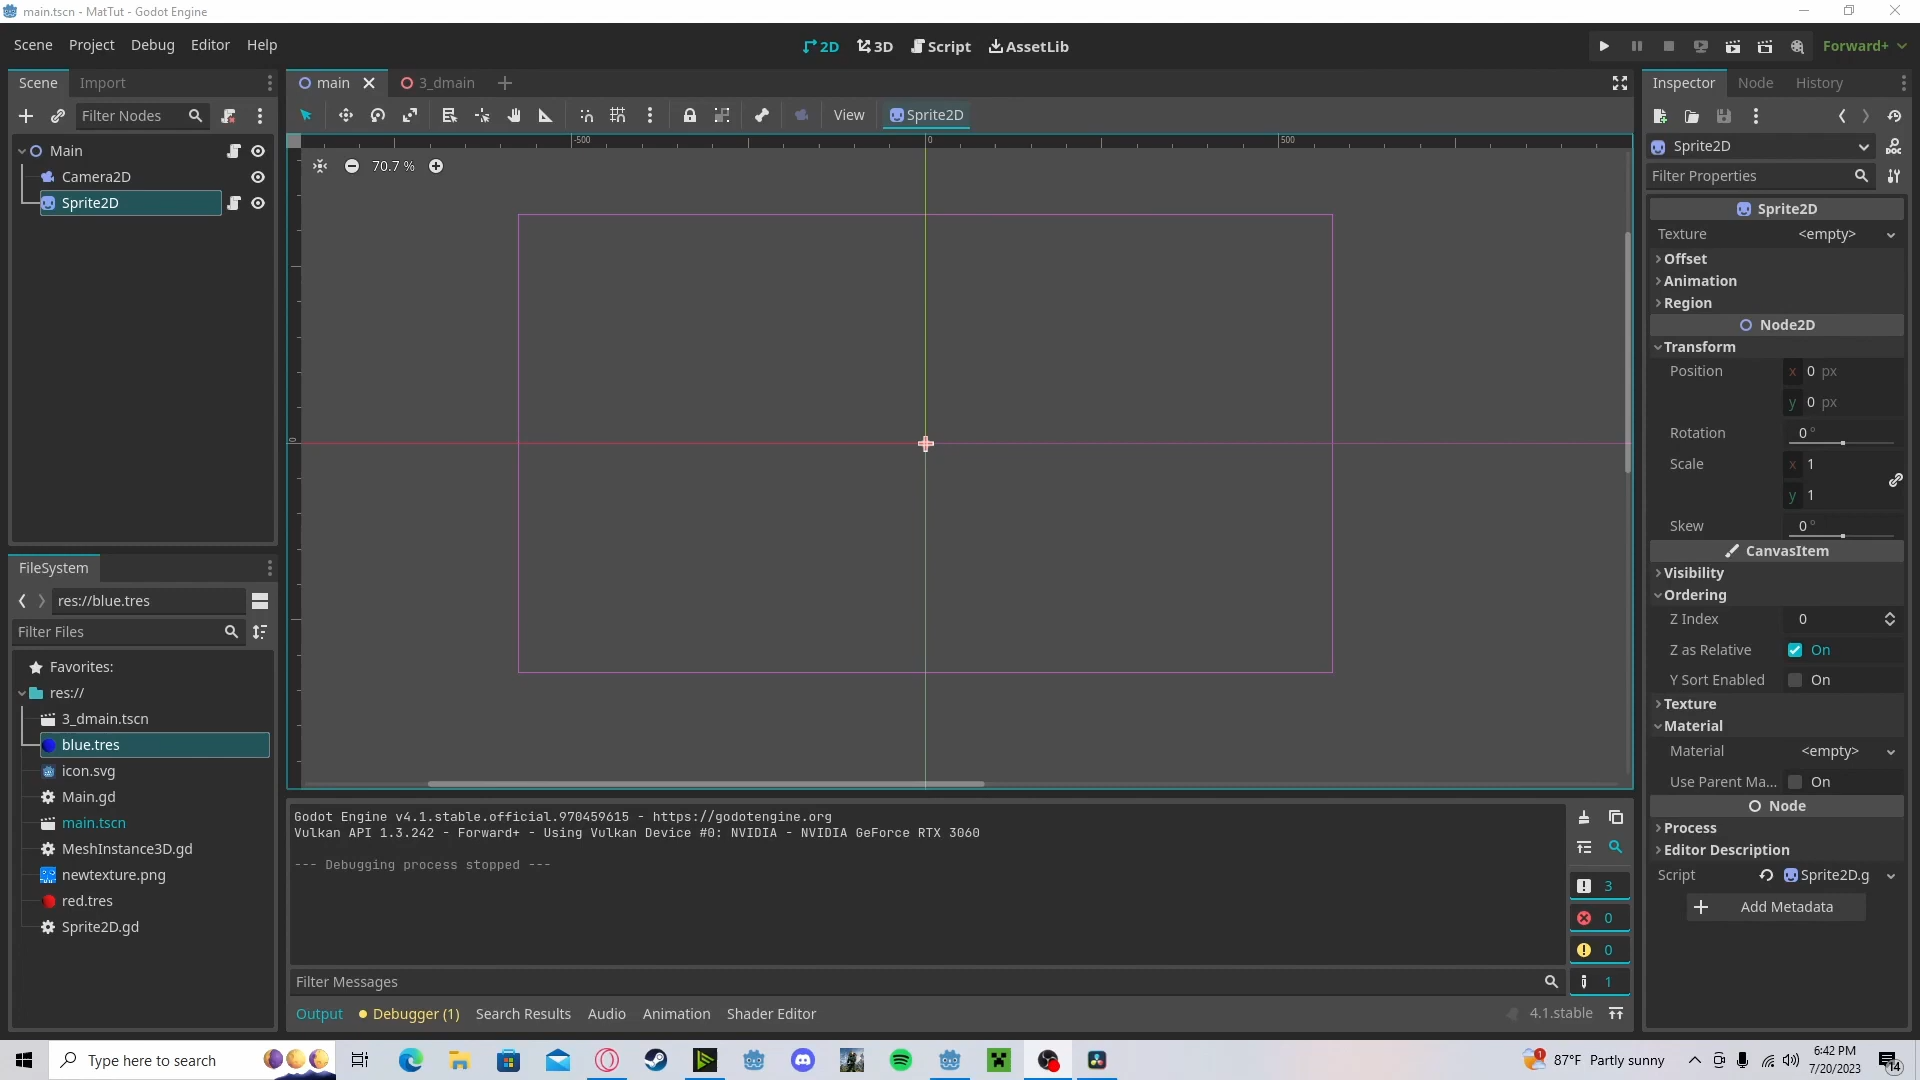 main.tscn - MatTut - Godot Engine
Scene Project Debug Editor Help
2D 3D Script AssetLib
Forward+
Scene Import
main 3_dmain
Inspector Node History
Filter Nodes
View Sprite2D
-500 0 500
Main
Camera2D
Sprite2D
70.7 %
0
Sprite2D
Filter Properties
Sprite2D
Texture <empty>
Offset
Animation
Region
Node2D
Transform
Position x 0 px
y 0 px
Rotation 0 °
Scale x 1
y 1
Skew 0 °
CanvasItem
Visibility
Ordering
Z Index 0
Z as Relative On
Y Sort Enabled On
Texture
Material
Material <empty>
Use Parent Ma... On
Node
Process
Editor Description
Script Sprite2D.g
Add Metadata
FileSystem
res://blue.tres
Filter Files
Favorites:
res://
3_dmain.tscn
blue.tres
icon.svg
Main.gd
main.tscn
MeshInstance3D.gd
newtexture.png
red.tres
Sprite2D.gd
Godot Engine v4.1.stable.official.970459615 - https://godotengine.org
Vulkan API 1.3.242 - Forward+ - Using Vulkan Device #0: NVIDIA - NVIDIA GeForce RTX 3060
--- Debugging process stopped ---
3
0
0
1
Filter Messages
Output Debugger (1) Search Results Audio Animation Shader Editor
4.1.stable
Type here to search
1
87°F Partly sunny
6:42 PM
7/20/2023
14